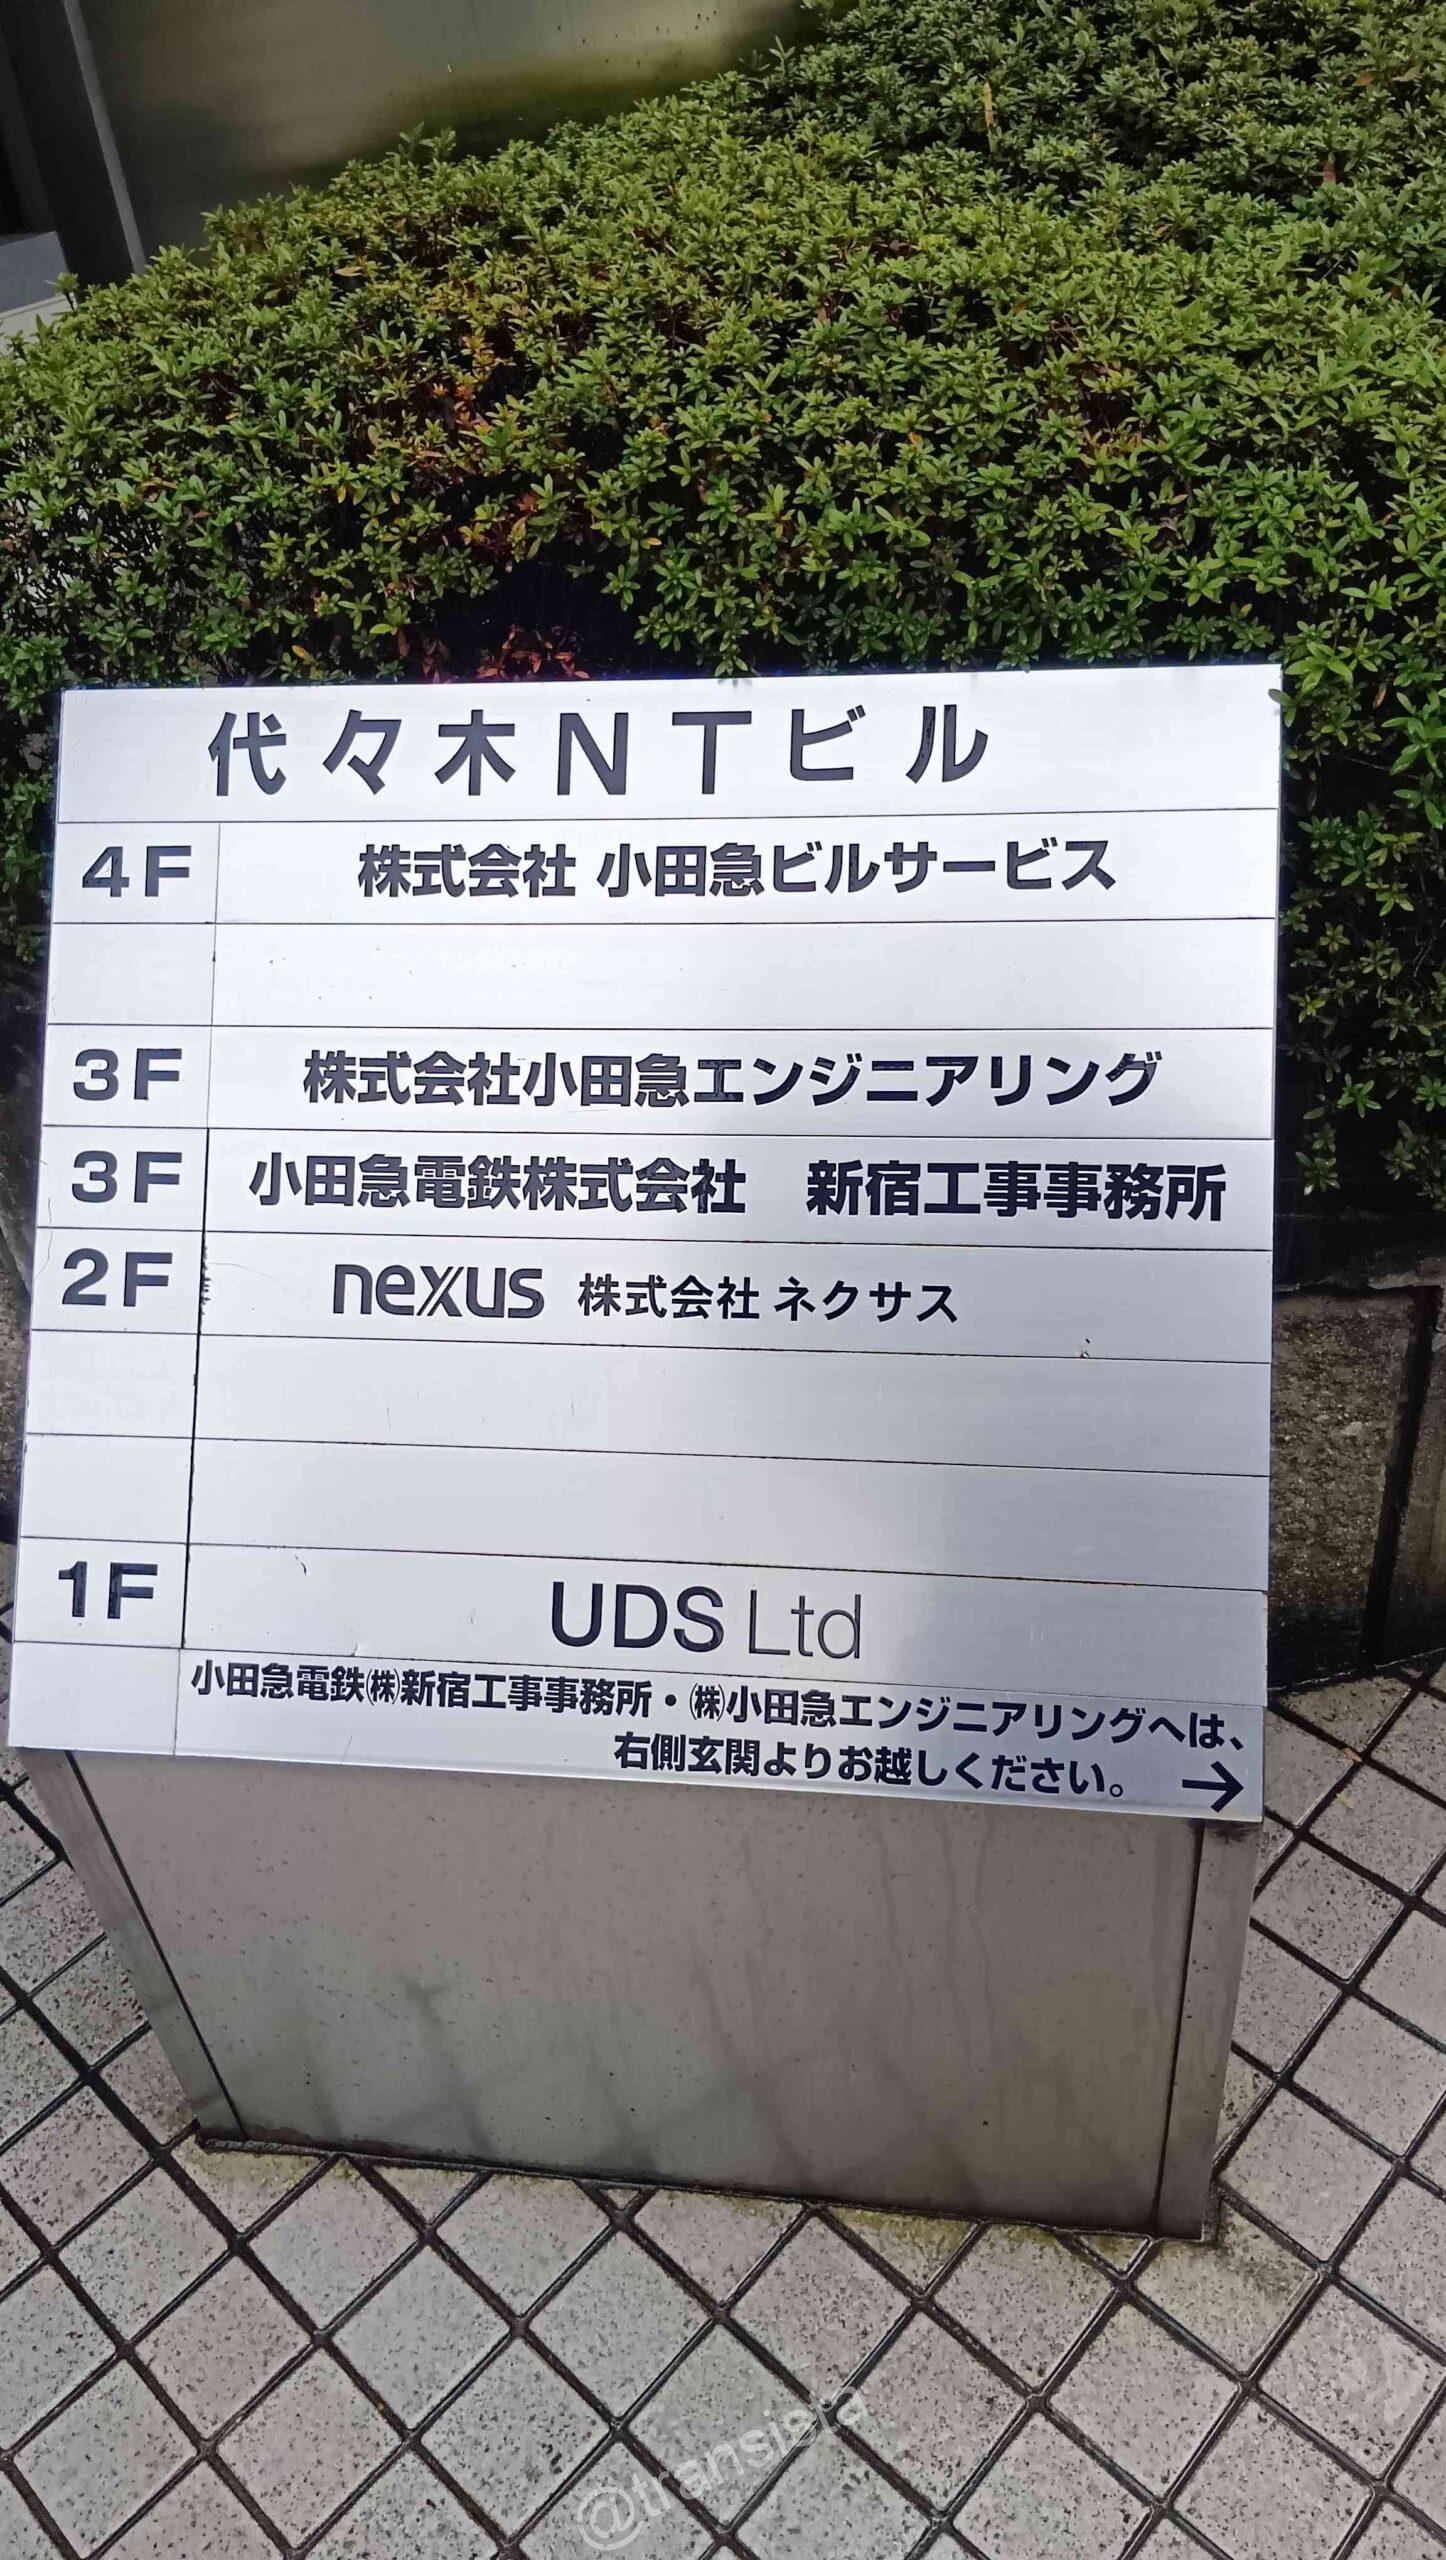 代々木NTビル
4F 株式会社 小田急ビルサービス
3F 株式会社小田急エンジニアリング
3F 小田急電鉄株式会社 新宿工事事務所
2F nexus 株式会社 ネクサス
1F UDS Ltd
小田急電鉄㈱新宿工事事務所・㈱小田急エンジニアリングへは、
右側玄関よりお越しください。 →
@transista